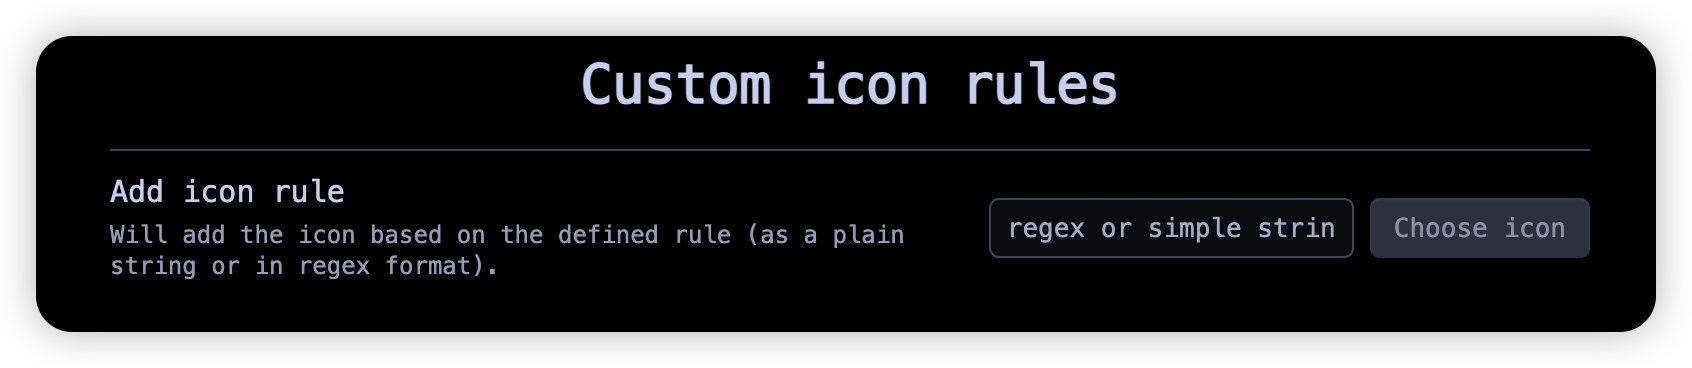 Custom icon rules
Add icon rule
Will add the icon based on the defined rule (as a plain
string or in regex format).
regex or simple strin
Choose icon